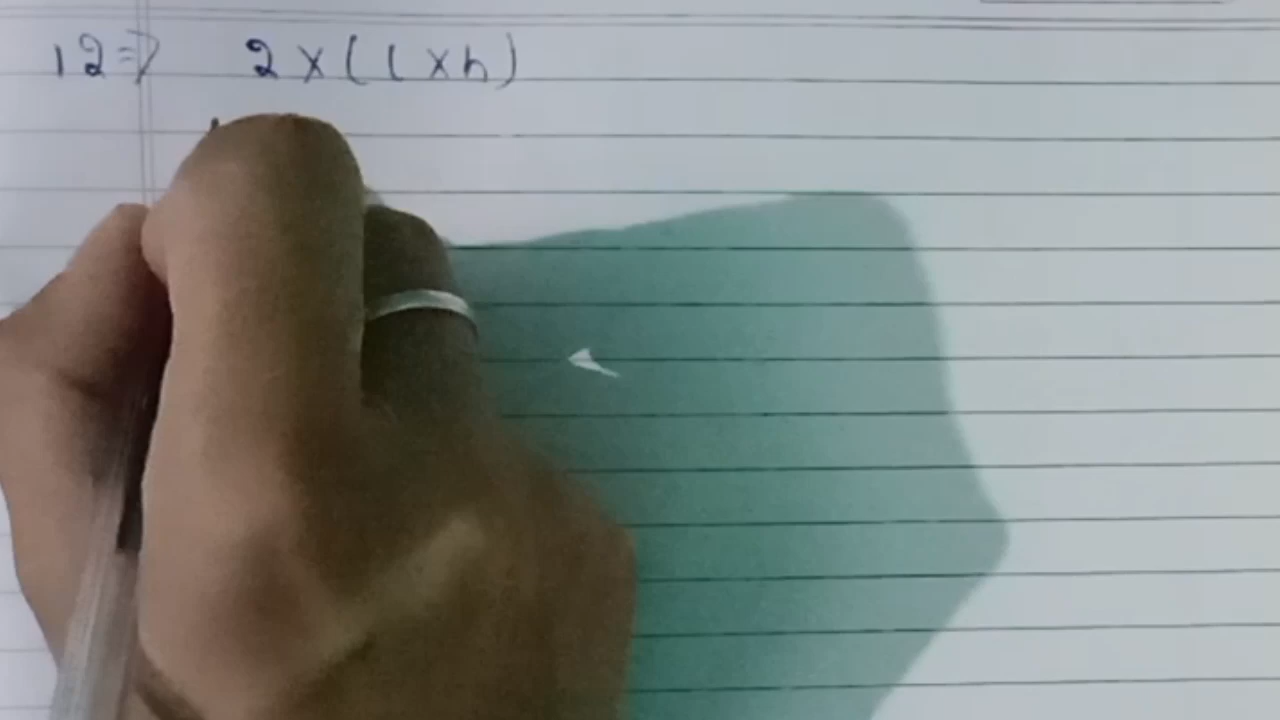 12 => 2 x ( l x h )